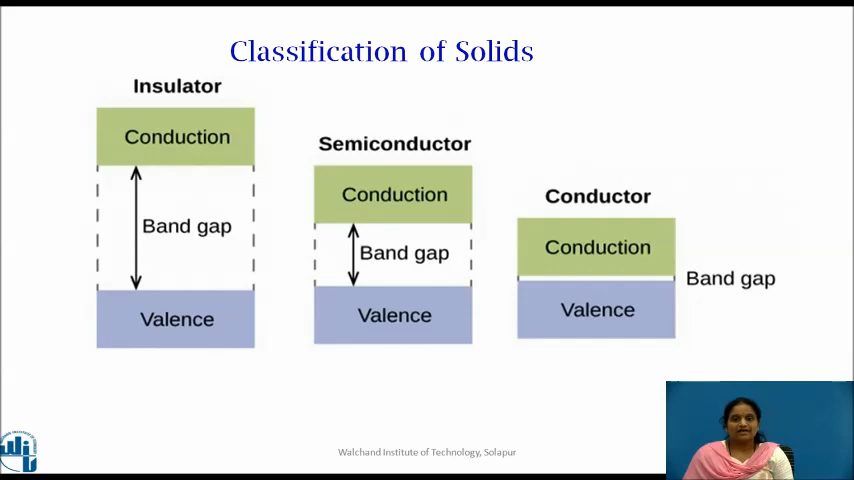 Classification of Solids
Insulator
Conduction
Band gap
Valence
Semiconductor
Conduction
Band gap
Valence
Conductor
Conduction
Band gap
Valence
Walchand Institute of Technology, Solapur